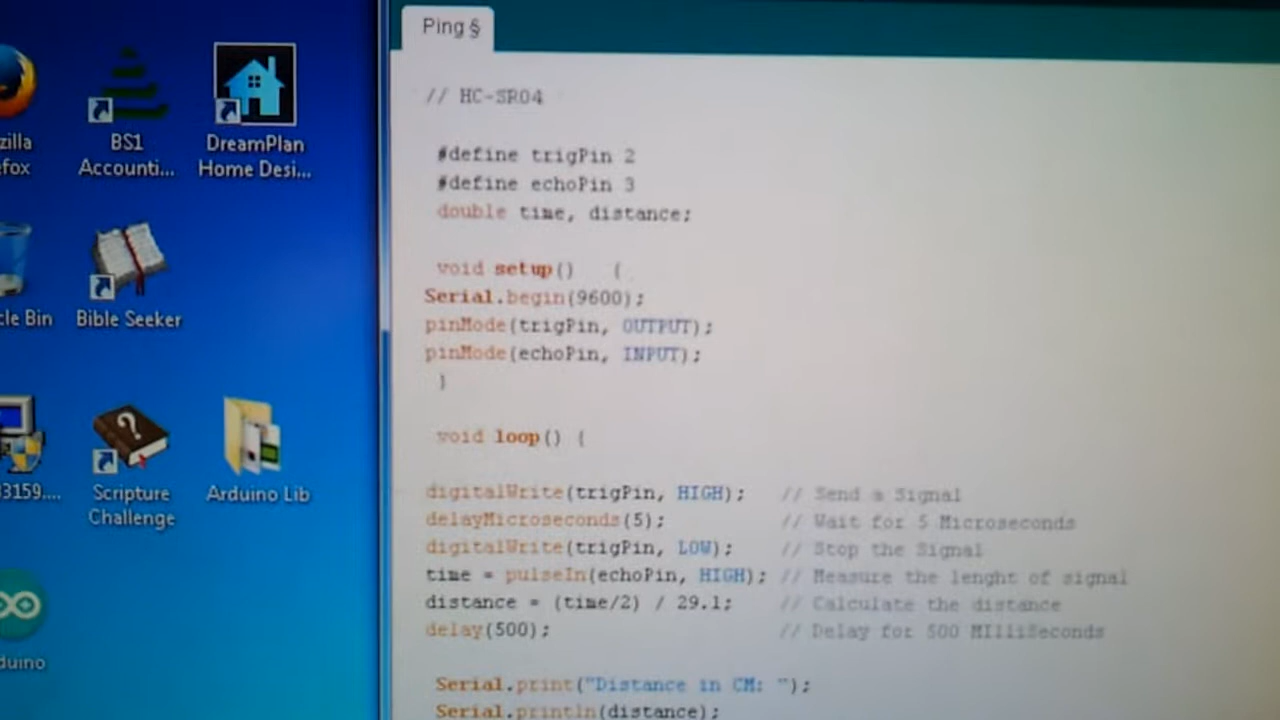 Ping §
// HC-SR04
#define trigPin 2
#define echoPin 3
double time, distance;
void setup() {
Serial.begin(9600);
pinMode(trigPin, OUTPUT);
pinMode(echoPin, INPUT);
}
void loop() {
digitalWrite(trigPin, HIGH); // Send a Signal
delayMicroseconds(5); // Wait for 5 Microseconds
digitalWrite(trigPin, LOW); // Stop the Signal
time = pulseIn(echoPin, HIGH); // Measure the lenght of signal
distance = (time/2) / 29.1; // Calculate the distance
delay(500); // Delay for 500 MIlliSeconds
Serial.print("Distance in CM: ");
Serial.println(distance);
zilla
fox
BS1
Accounti...
DreamPlan
Home Desi...
cle Bin
Bible Seeker
3159....
Scripture
Challenge
Arduino Lib
duino